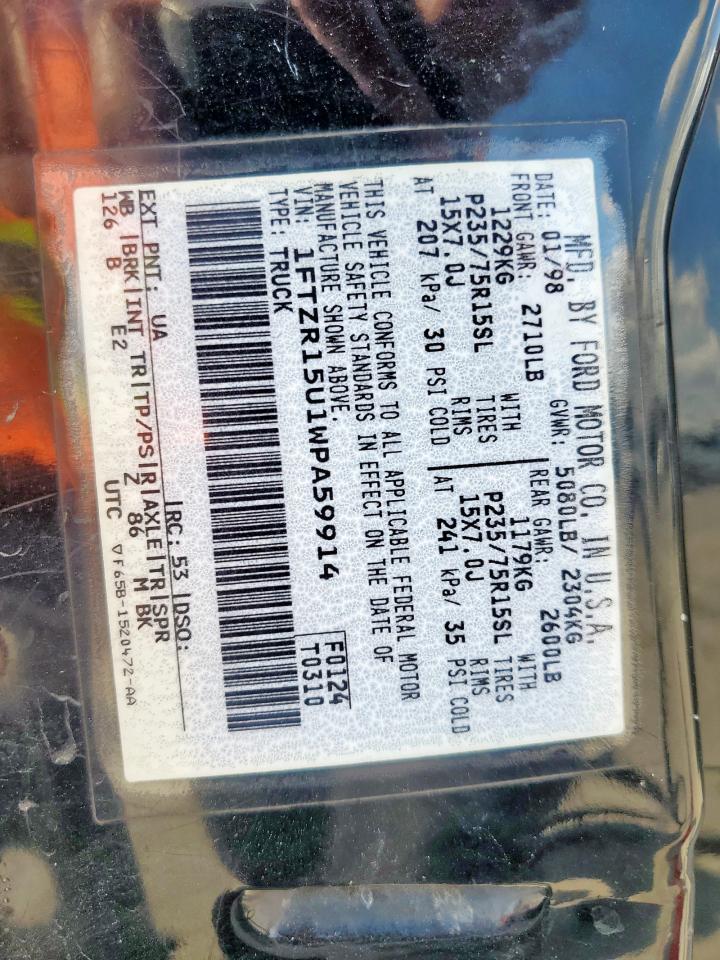 MFD. BY FORD MOTOR CO. IN U.S.A.
DATE: 01/98 GVWR: 5080LB/ 2304KG
FRONT GAWR: 2710LB REAR GAWR: 2600LB
1229KG WITH 1179KG WITH
P235/75R15SL TIRES P235/75R15SL TIRES
15X7.0J RIMS 15X7.0J RIMS
AT 207 kPa/ 30 PSI COLD AT 241 kPa/ 35 PSI COLD
THIS VEHICLE CONFORMS TO ALL APPLICABLE FEDERAL MOTOR
VEHICLE SAFETY STANDARDS IN EFFECT ON THE DATE OF
MANUFACTURE SHOWN ABOVE.
VIN: 1FTZR15U1WPA59914 F0124
TYPE: TRUCK T0310
EXT PNT: UA RC: 53 DSO:
WB BRK INT TR TP/PS R AXLE TR SPR
126 B E2 Z 86 M BK
UTC ▽F65B-1520472-AA